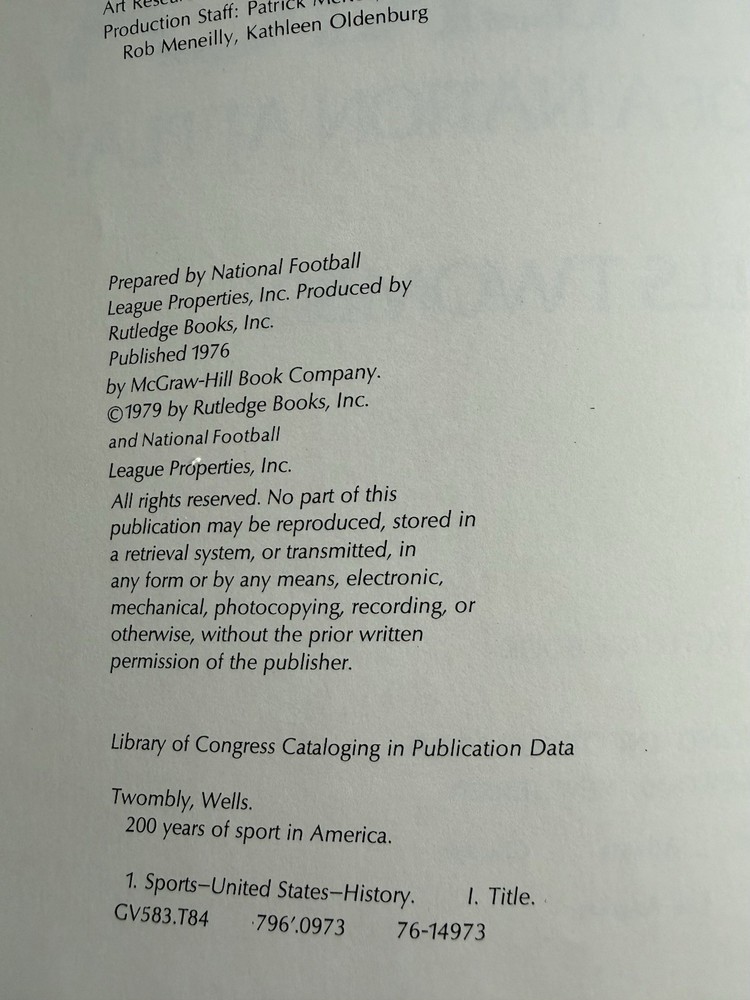 Art
Production Staff: Patrick
Rob Meneilly, Kathleen Oldenburg
Prepared by National Football
League Properties, Inc. Produced by
Rutledge Books, Inc.
Published 1976
by McGraw-Hill Book Company.
©1979 by Rutledge Books, Inc.
and National Football
League Properties, Inc.
All rights reserved. No part of this
publication may be reproduced, stored in
a retrieval system, or transmitted, in
any form or by any means, electronic,
mechanical, photocopying, recording, or
otherwise, without the prior written
permission of the publisher.
Library of Congress Cataloging in Publication Data
Twombly, Wells.
200 years of sport in America.
1. Sports—United States—History. I. Title.
GV583.T84 796'.0973 76-14973